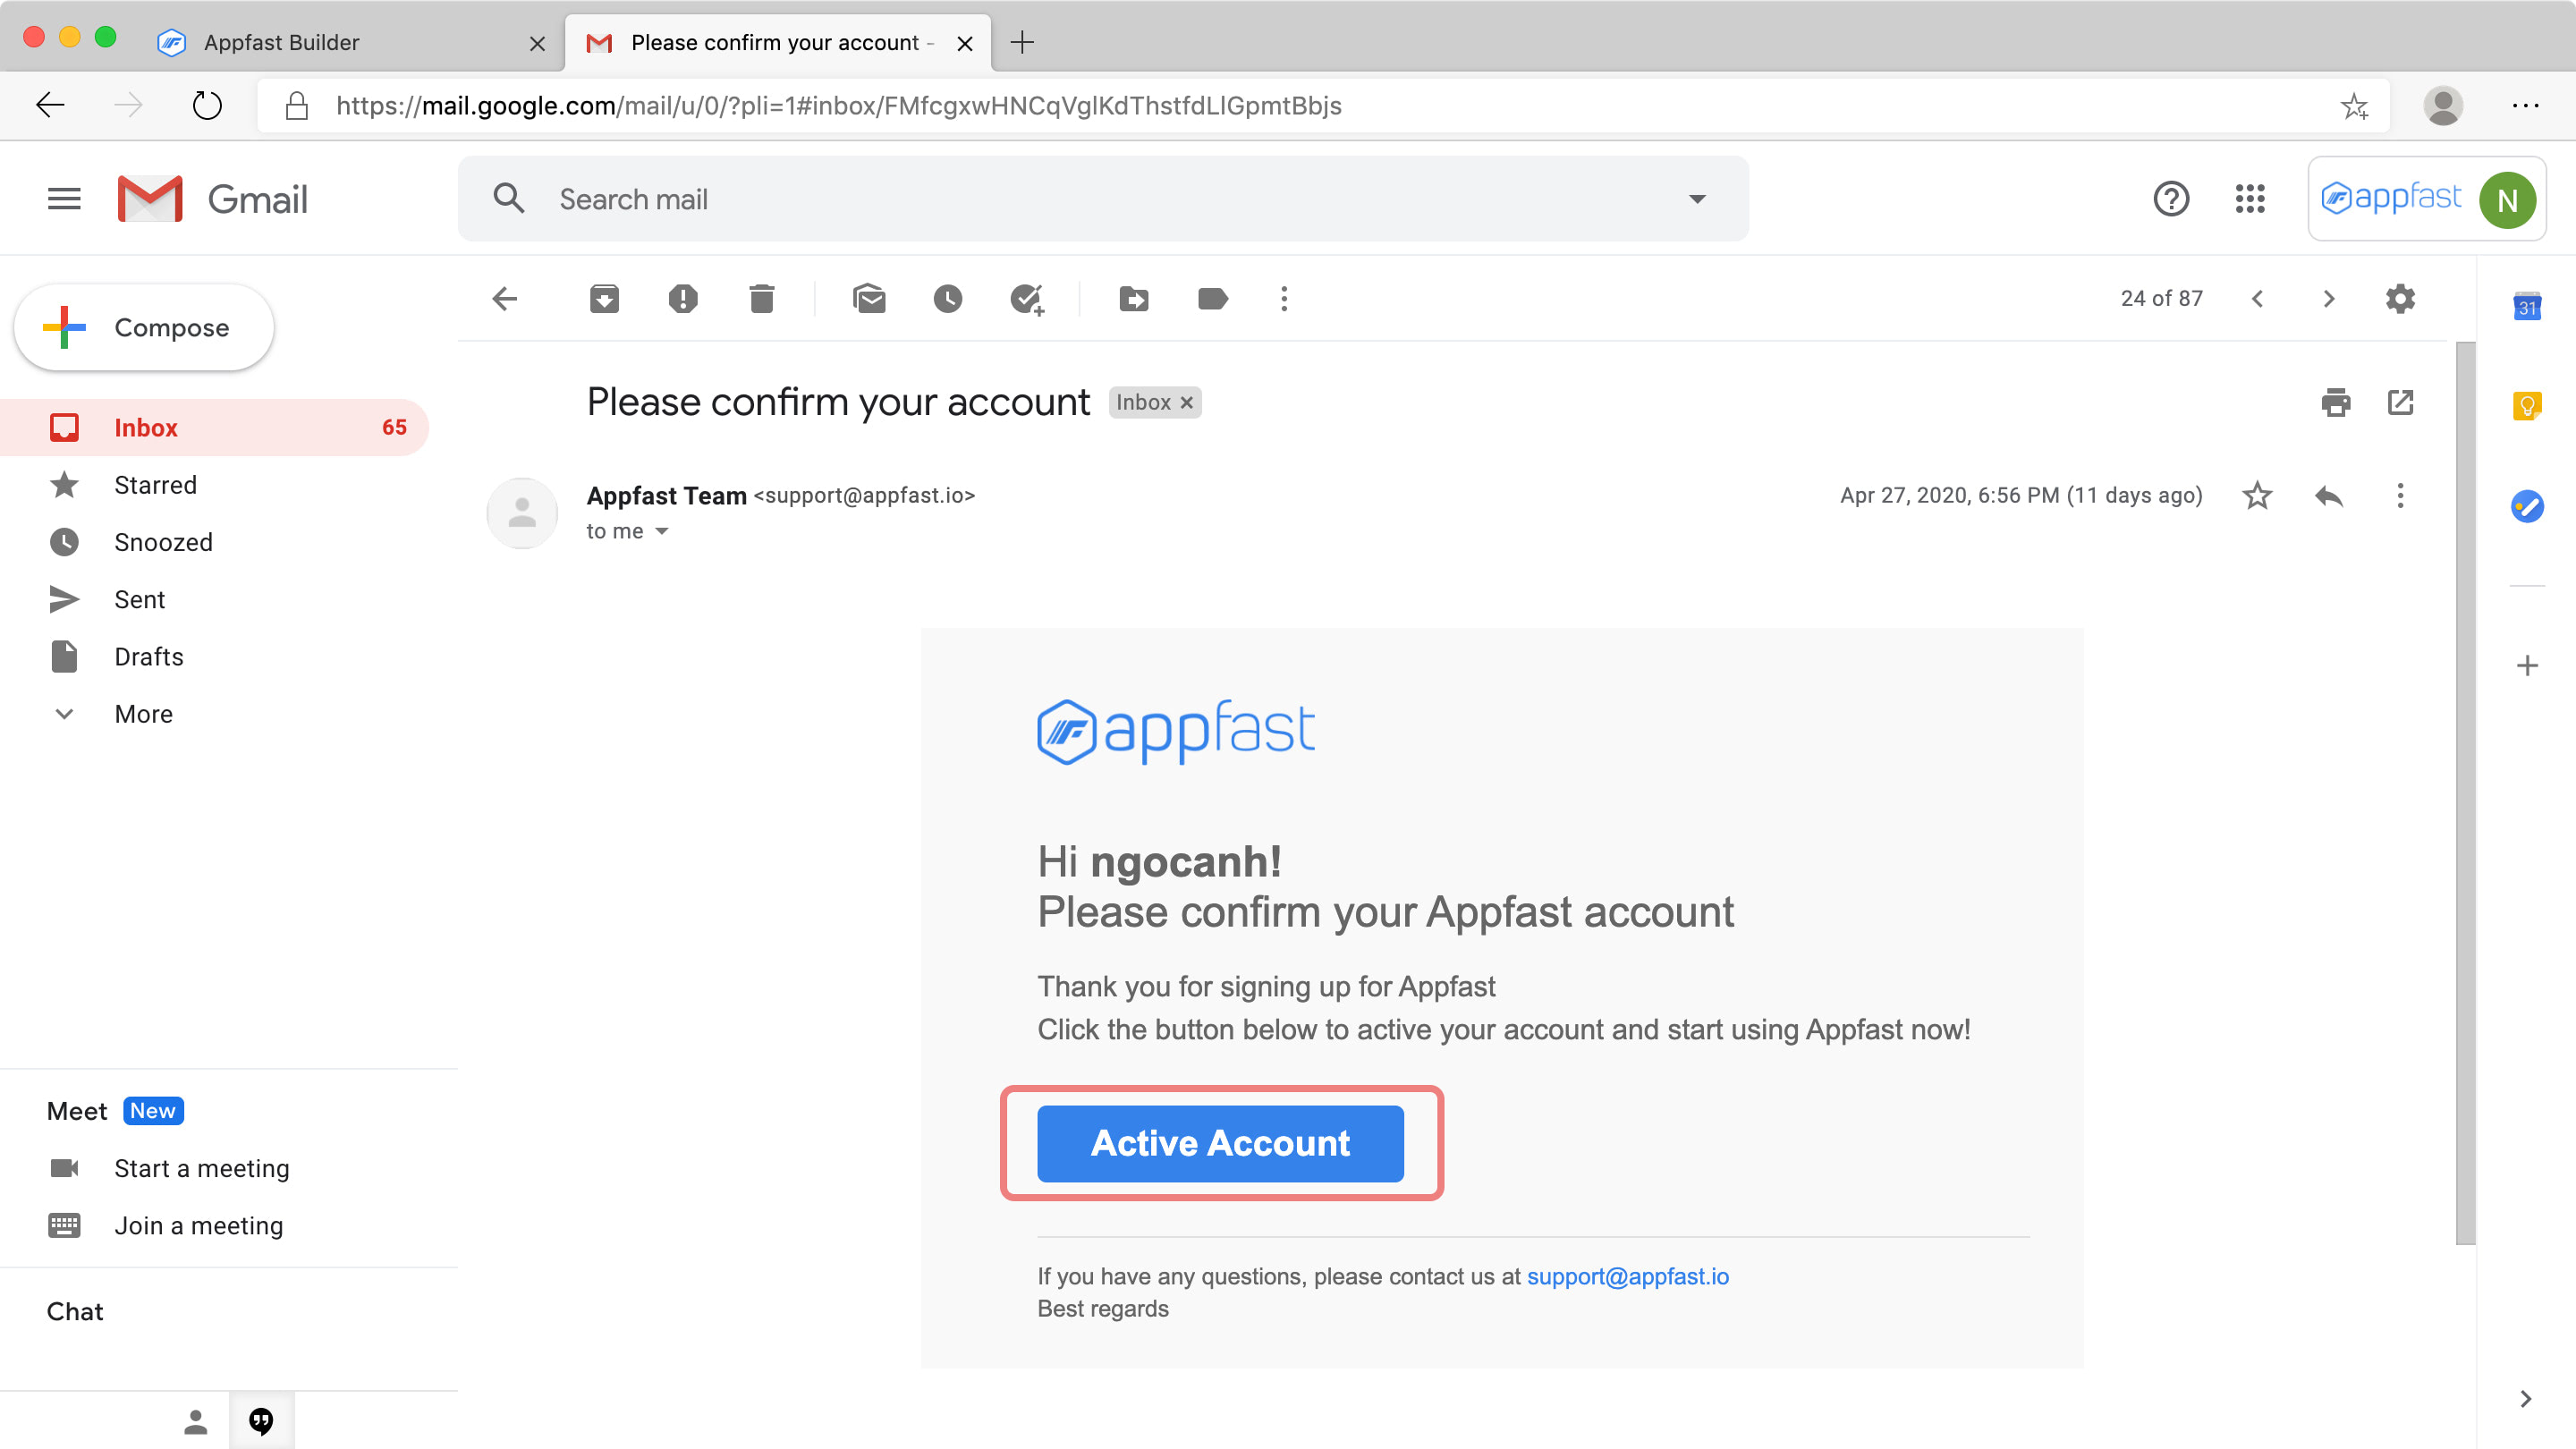 Appfast Builder
Please confirm your account -
https://mail.google.com/mail/u/0/?pli=1#inbox/FMfcgxwHNCqVglKdThstfdLlGpmtBbjs
Gmail
Search mail
appfast
N
Compose
24 of 87
31
Please confirm your account
Inbox
Inbox
65
Starred
Snoozed
Sent
Drafts
More
Appfast Team <support@appfast.io>
Apr 27, 2020, 6:56 PM (11 days ago)
to me
appfast
Hi ngocanh!
Please confirm your Appfast account
Thank you for signing up for Appfast
Click the button below to active your account and start using Appfast now!
Active Account
If you have any questions, please contact us at support@appfast.io
Best regards
Meet
New
Start a meeting
Join a meeting
Chat